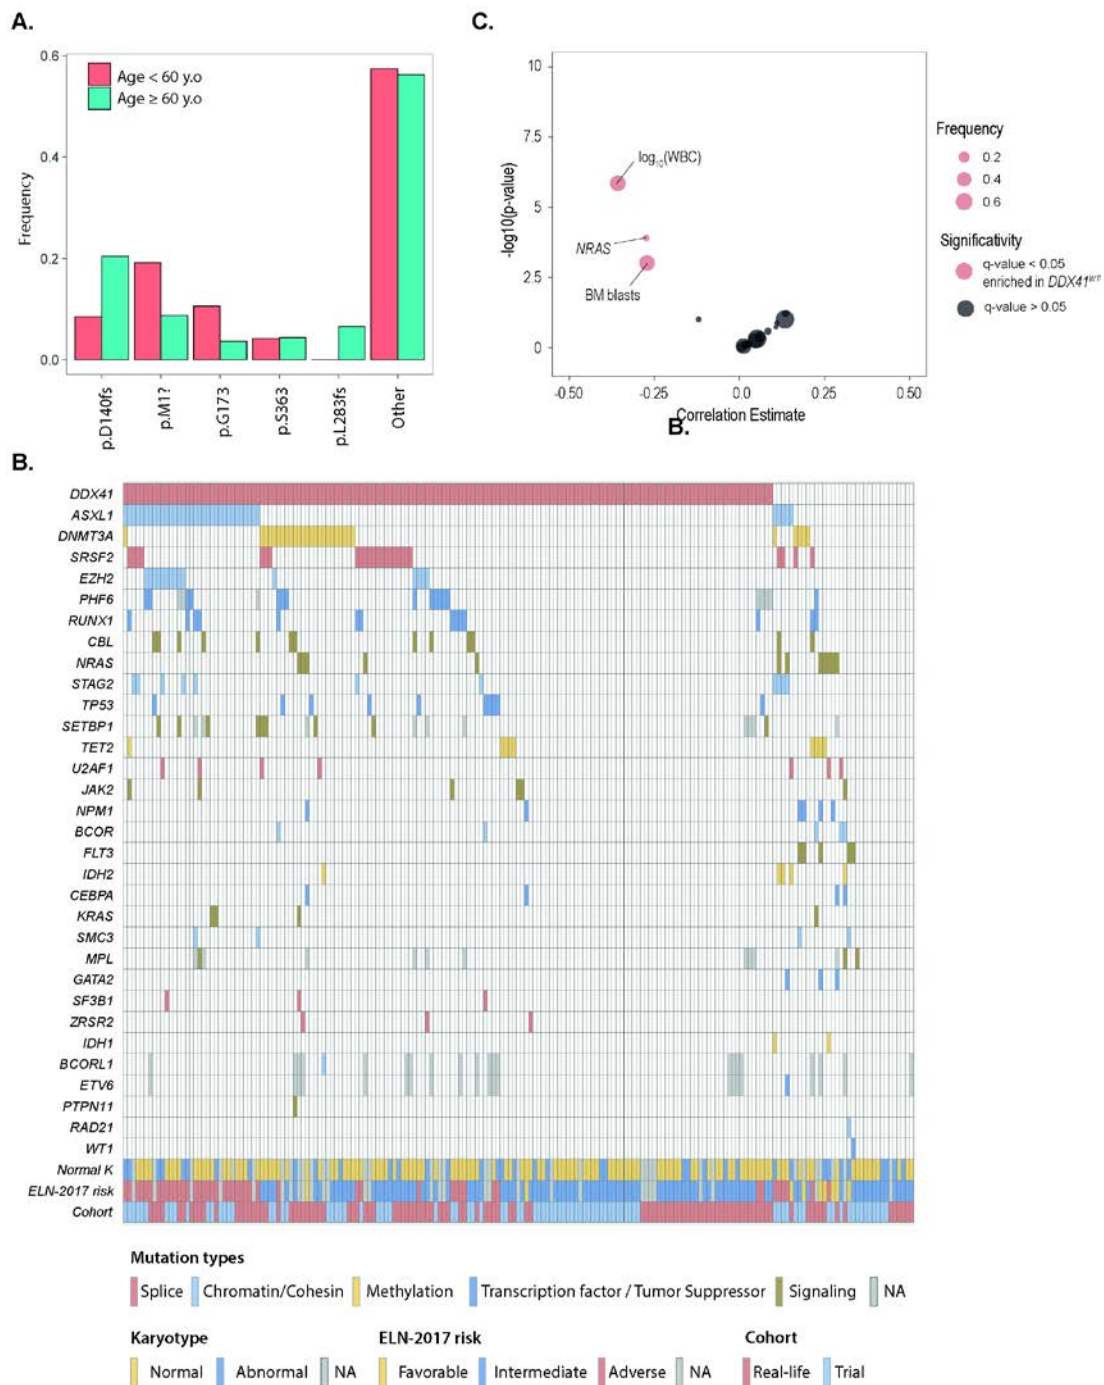 A.
0.6
0.4
0.2
0.0
Frequency
Age < 60 y.o
Age ≥ 60 y.o
p.D140fs
p.M1?
p.G173
p.S363
p.L283fs
Other
C.
10
7.5
5
2.5
0
-log10(p-value)
log10(WBC)
NRAS
BM blasts
-0.50
-0.25
0.0
0.25
0.50
Correlation Estimate
Frequency
0.2
0.4
0.6
Significativity
q-value < 0.05
enriched in DDX41WT
q-value > 0.05
B.
B.
DDX41
ASXL1
DNMT3A
SRSF2
EZH2
PHF6
RUNX1
CBL
NRAS
STAG2
TP53
SETBP1
TET2
U2AF1
JAK2
NPM1
BCOR
FLT3
IDH2
CEBPA
KRAS
SMC3
MPL
GATA2
SF3B1
ZRSR2
IDH1
BCORL1
ETV6
PTPN11
RAD21
WT1
Normal K
ELN-2017 risk
Cohort
Mutation types
Splice Chromatin/Cohesin Methylation Transcription factor / Tumor Suppressor Signaling NA
Karyotype ELN-2017 risk Cohort
Normal Abnormal NA Favorable Intermediate Adverse NA Real-life Trial